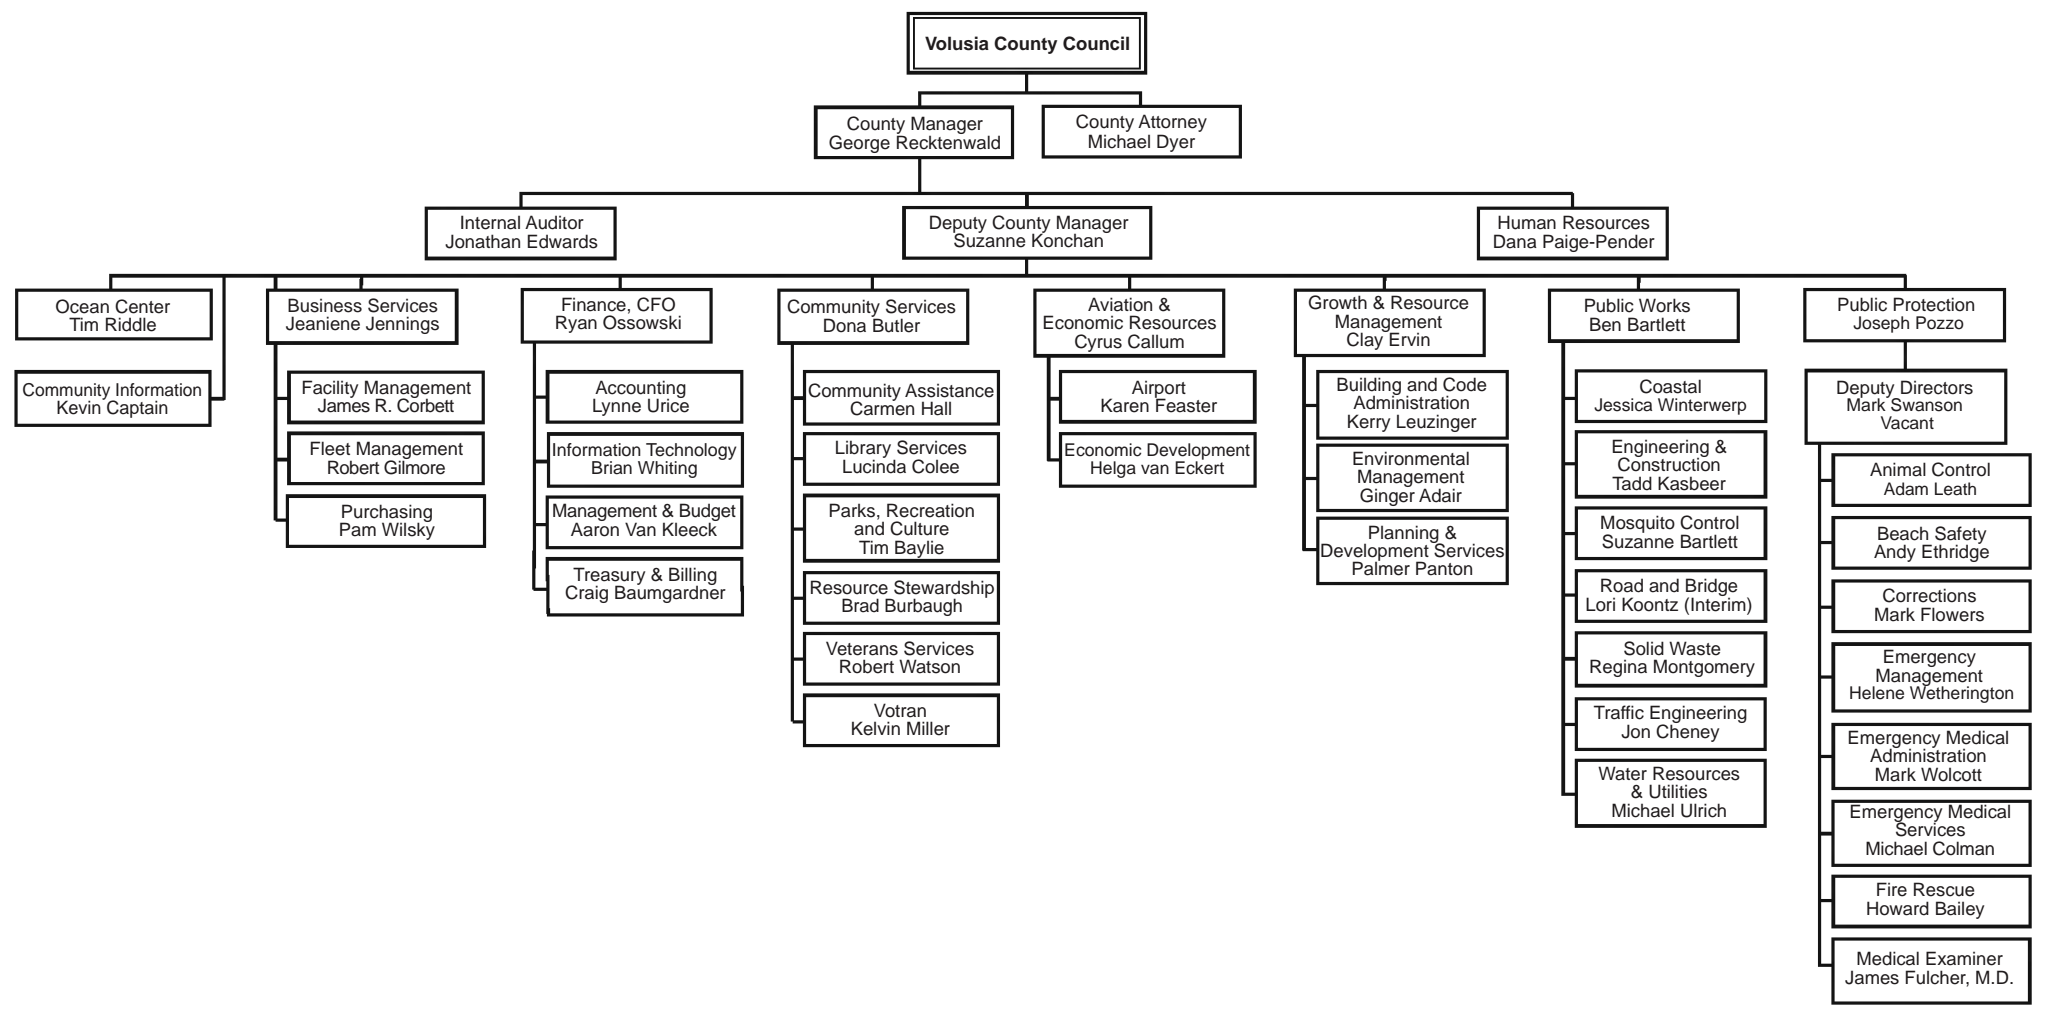 Volusia County Council
County Manager
George Recktenwald
County Attorney
Michael Dyer
Internal Auditor
Jonathan Edwards
Deputy County Manager
Suzanne Konchan
Human Resources
Dana Paige-Pender
Ocean Center
Tim Riddle
Community Information
Kevin Captain
Business Services
Jeaniene Jennings
Facility Management
James R. Corbett
Fleet Management
Robert Gilmore
Purchasing
Pam Wilsky
Finance, CFO
Ryan Ossowski
Accounting
Lynne Urice
Information Technology
Brian Whiting
Management & Budget
Aaron Van Kleeck
Treasury & Billing
Craig Baumgardner
Community Services
Dona Butler
Community Assistance
Carmen Hall
Library Services
Lucinda Colee
Parks, Recreation
and Culture
Tim Baylie
Resource Stewardship
Brad Burbaugh
Veterans Services
Robert Watson
Votran
Kelvin Miller
Aviation &
Economic Resources
Cyrus Callum
Airport
Karen Feaster
Economic Development
Helga van Eckert
Growth & Resource
Management
Clay Ervin
Building and Code
Administration
Kerry Leuzinger
Environmental
Management
Ginger Adair
Planning &
Development Services
Palmer Panton
Public Works
Ben Bartlett
Coastal
Jessica Winterwerp
Engineering &
Construction
Tadd Kasbeer
Mosquito Control
Suzanne Bartlett
Road and Bridge
Lori Koontz (Interim)
Solid Waste
Regina Montgomery
Traffic Engineering
Jon Cheney
Water Resources
& Utilities
Michael Ulrich
Public Protection
Joseph Pozzo
Deputy Directors
Mark Swanson
Vacant
Animal Control
Adam Leath
Beach Safety
Andy Ethridge
Corrections
Mark Flowers
Emergency
Management
Helene Wetherington
Emergency Medical
Administration
Mark Wolcott
Emergency Medical
Services
Michael Colman
Fire Rescue
Howard Bailey
Medical Examiner
James Fulcher, M.D.